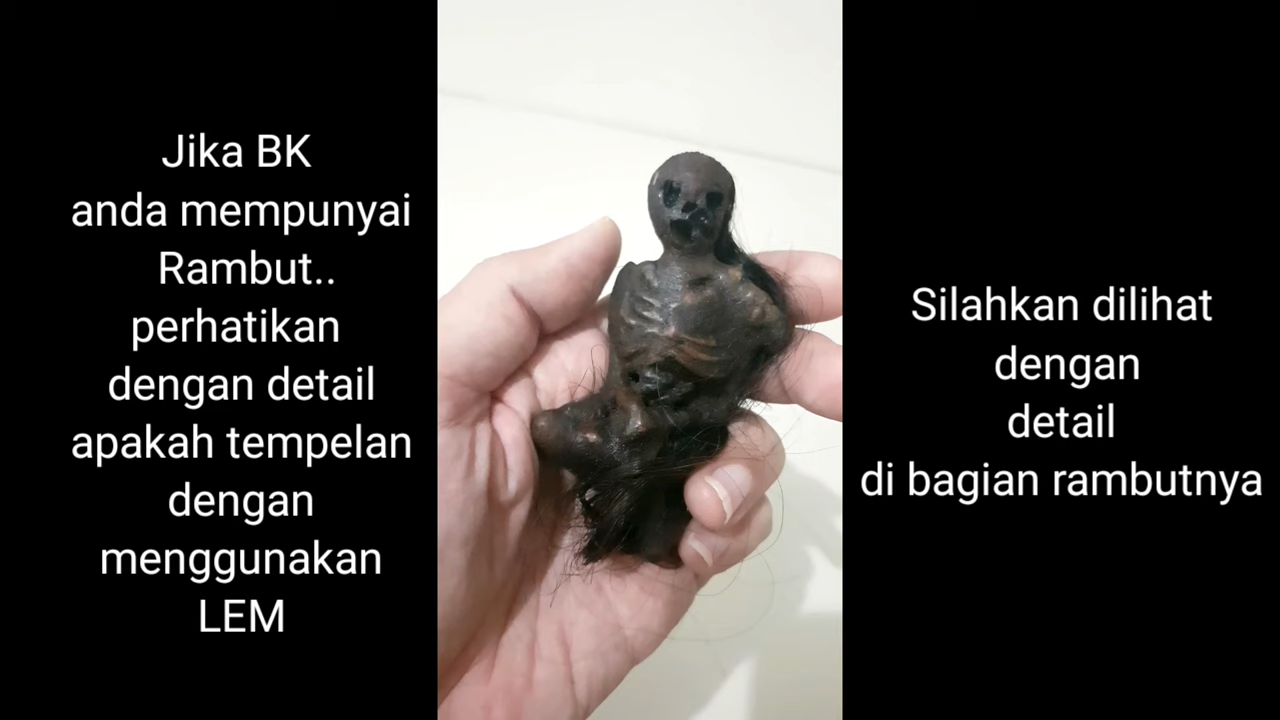 Jika BK
anda mempunyai
Rambut..
perhatikan
dengan detail
apakah tempelan
dengan
menggunakan
LEM
Silahkan dilihat
dengan
detail
di bagian rambutnya